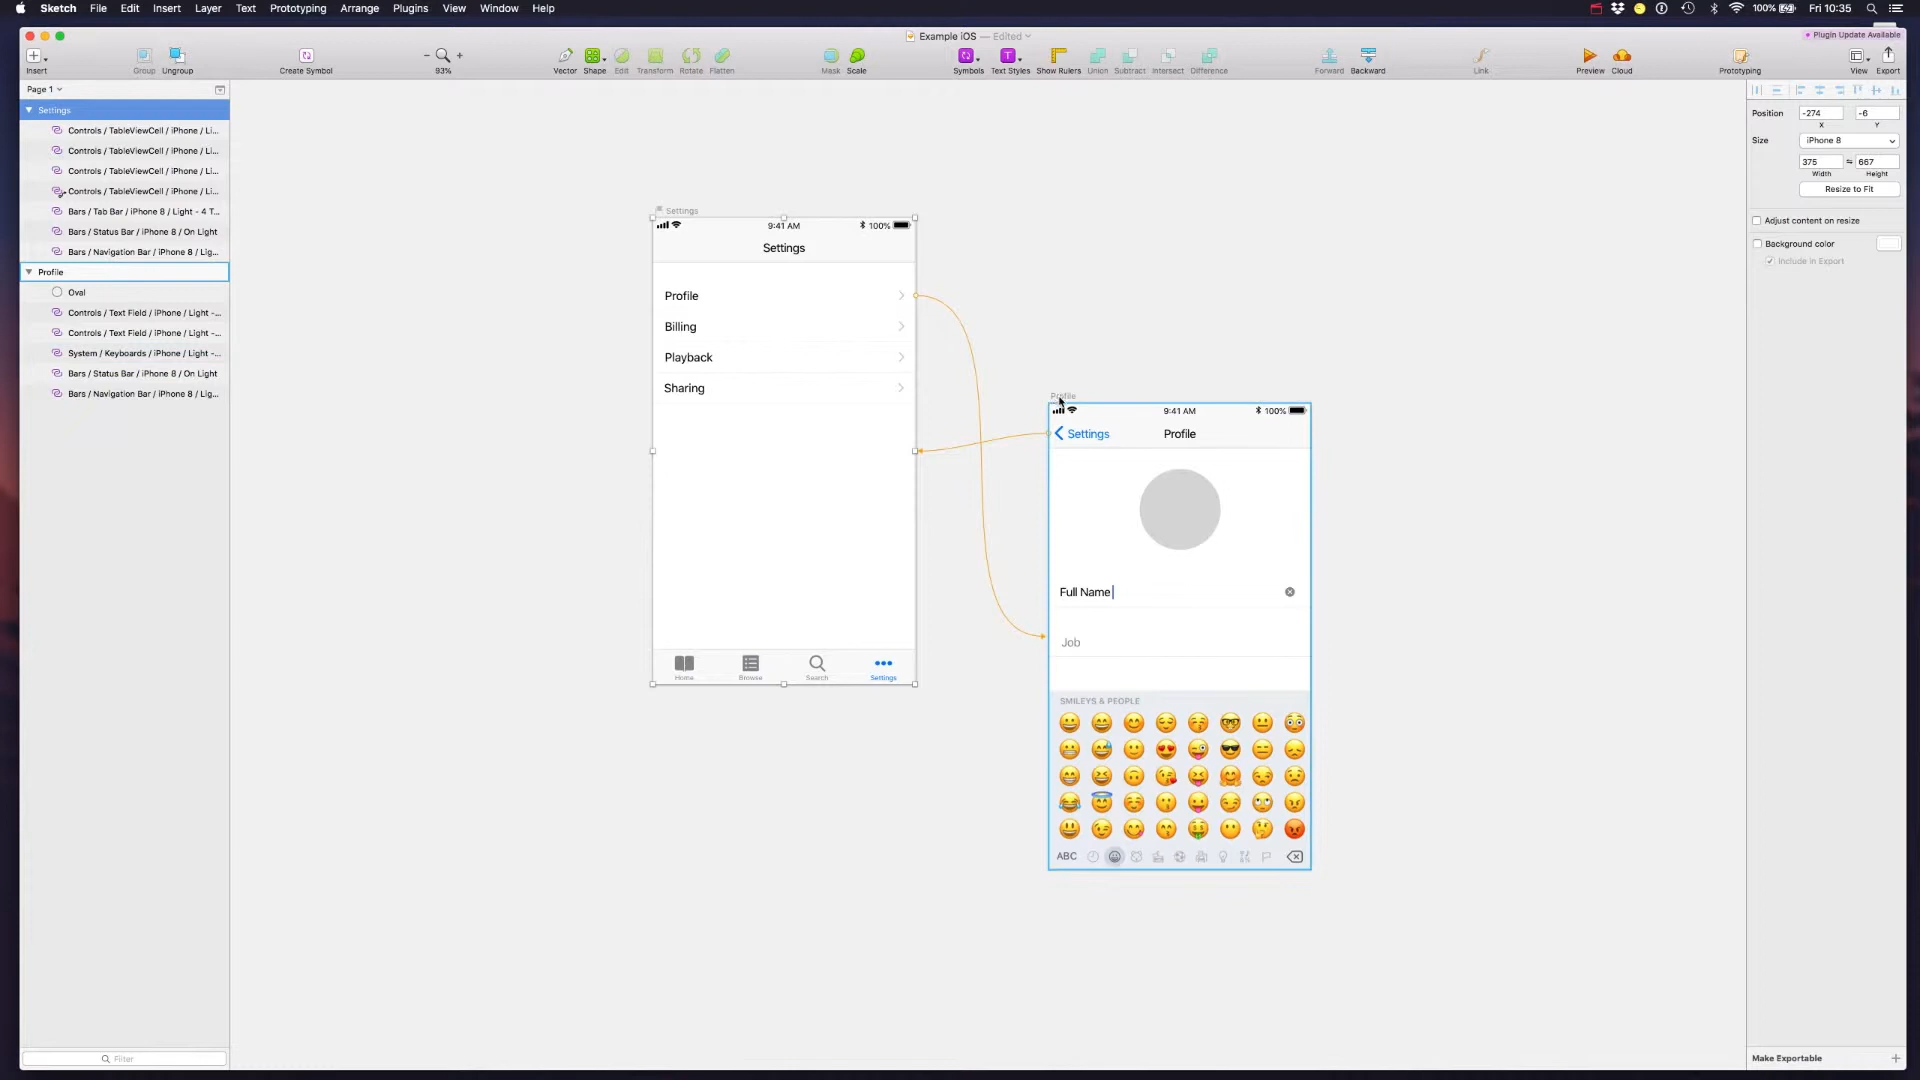 Sketch File Edit Insert Layer Text Prototyping Arrange Plugins View Window Help 100% Fri 10:35
Example iOS — Edited
Plugin Update Available
Insert Group Ungroup Create Symbol 93% Vector Shape Edit Transform Rotate Flatten Mask Scale Symbols Text Styles Show Rulers Union Subtract Intersect Difference Forward Backward Link Preview Cloud Prototyping View Export
Page 1
Settings
Controls / TableViewCell / iPhone / Li...
Controls / TableViewCell / iPhone / Li...
Controls / TableViewCell / iPhone / Li...
Controls / TableViewCell / iPhone / Li...
Bars / Tab Bar / iPhone 8 / Light - 4 T...
Bars / Status Bar / iPhone 8 / On Light
Bars / Navigation Bar / iPhone 8 / Lig...
Profile
Oval
Controls / Text Field / iPhone / Light -...
Controls / Text Field / iPhone / Light -...
System / Keyboards / iPhone / Light -...
Bars / Status Bar / iPhone 8 / On Light
Bars / Navigation Bar / iPhone 8 / Lig...
Filter
Settings
9:41 AM 100%
Settings
Profile
Billing
Playback
Sharing
Home Browse Search Settings
Profile
9:41 AM 100%
Settings Profile
Full Name
Job
SMILEYS & PEOPLE
ABC
Position -274 -6
X Y
Size iPhone 8
375 667
Width Height
Resize to Fit
Adjust content on resize
Background color
Include in Export
Make Exportable